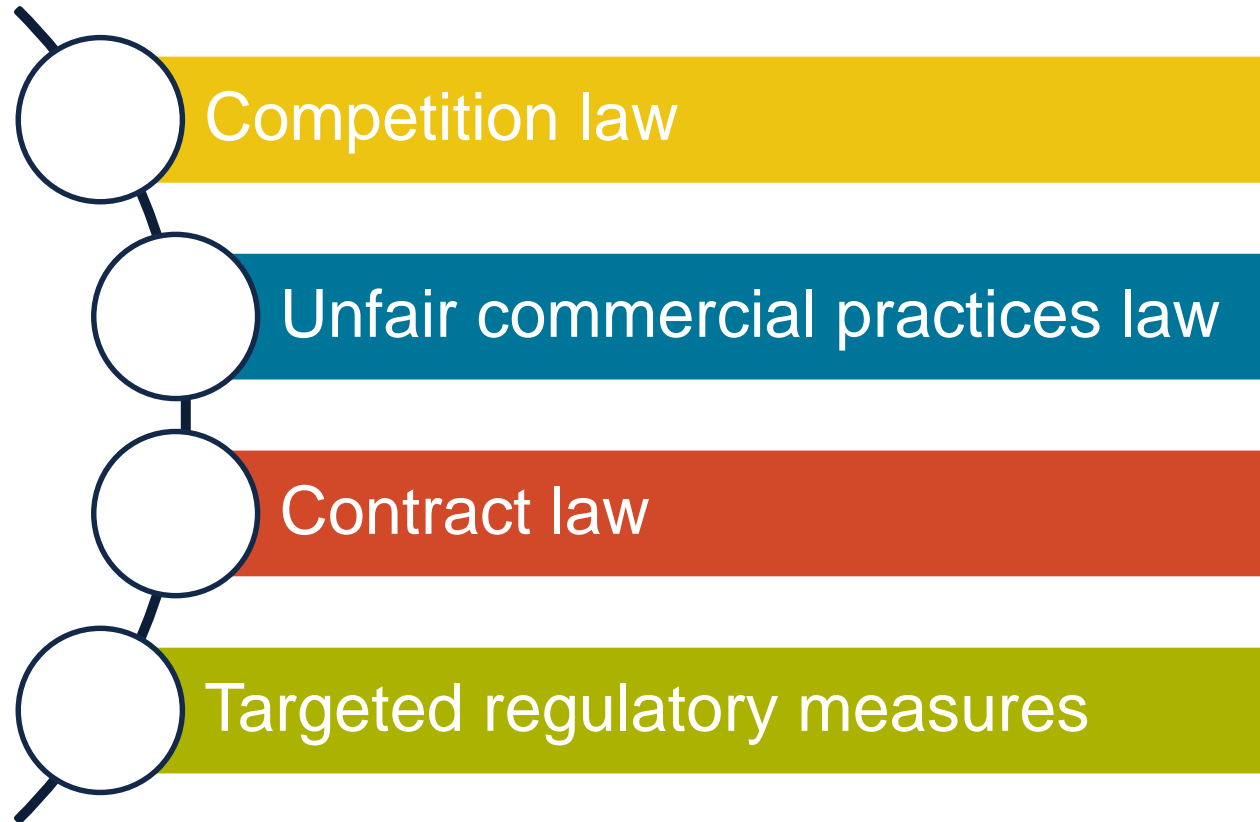 Competition law
Unfair commercial practices law
Contract law
Targeted regulatory measures